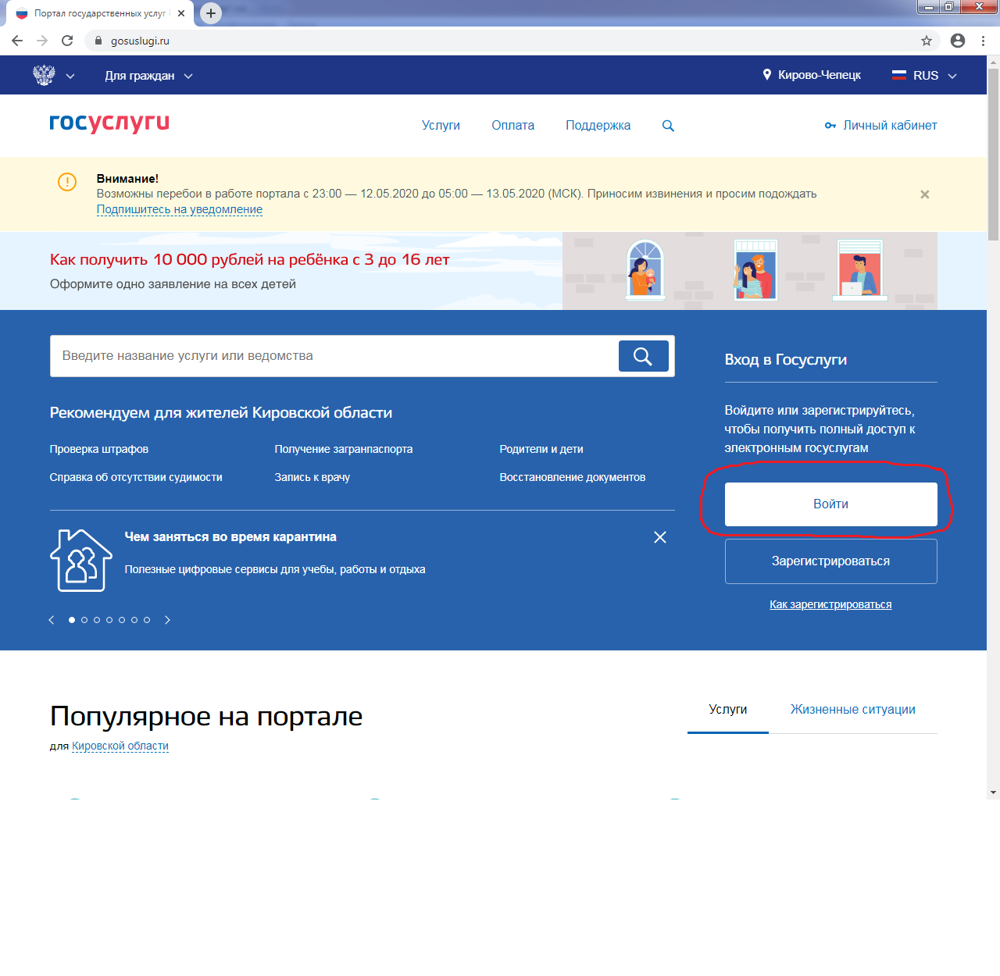 Портал государственных услуг
gosuslugi.ru
Для граждан
Кирово-Чепецк
RUS
госуслуги
Услуги
Оплата
Поддержка
Личный кабинет
Внимание!
Возможны перебои в работе портала с 23:00 — 12.05.2020 до 05:00 — 13.05.2020 (МСК). Приносим извинения и просим подождать
Подпишитесь на уведомление
Как получить 10 000 рублей на ребёнка с 3 до 16 лет
Оформите одно заявление на всех детей
Введите название услуги или ведомства
Рекомендуем для жителей Кировской области
Проверка штрафов
Получение загранпаспорта
Родители и дети
Справка об отсутствии судимости
Запись к врачу
Восстановление документов
Чем заняться во время карантина
Полезные цифровые сервисы для учебы, работы и отдыха
Вход в Госуслуги
Войдите или зарегистрируйтесь,
чтобы получить полный доступ к
электронным госуслугам
Войти
Зарегистрироваться
Как зарегистрироваться
Популярное на портале
для Кировской области
Услуги
Жизненные ситуации